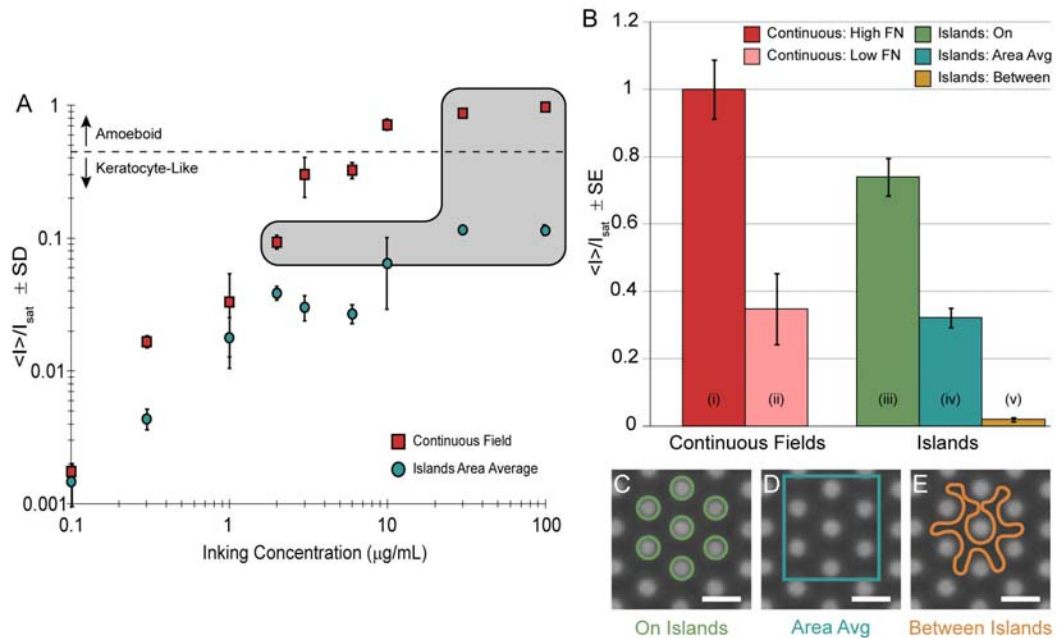 A
<I>/I_sat ± SD
1
0.1
0.01
0.001
Amoeboid
Keratocyte-Like
Continuous Field
Islands Area Average
0.1
1
10
100
Inking Concentration (μg/mL)
B
<I>/I_sat ± SE
1.2
1
0.8
0.6
0.4
0.2
0
Continuous: High FN
Continuous: Low FN
Islands: On
Islands: Area Avg
Islands: Between
(i)
(ii)
(iii)
(iv)
(v)
Continuous Fields
Islands
C
D
E
On Islands
Area Avg
Between Islands